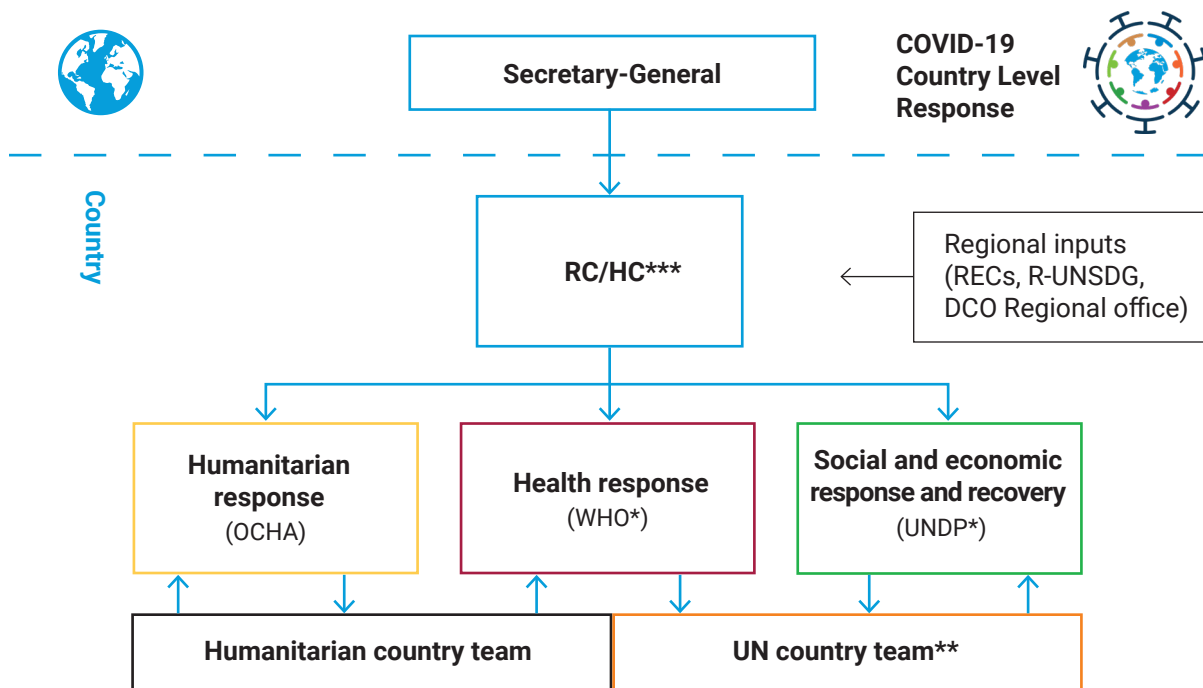 Secretary-General
COVID-19
Country Level
Response
Country
RC/HC***
Regional inputs
(RECs, R-UNSDG,
DCO Regional office)
Humanitarian
response
(OCHA)
Health response
(WHO*)
Social and economic
response and recovery
(UNDP*)
Humanitarian country team
UN country team**